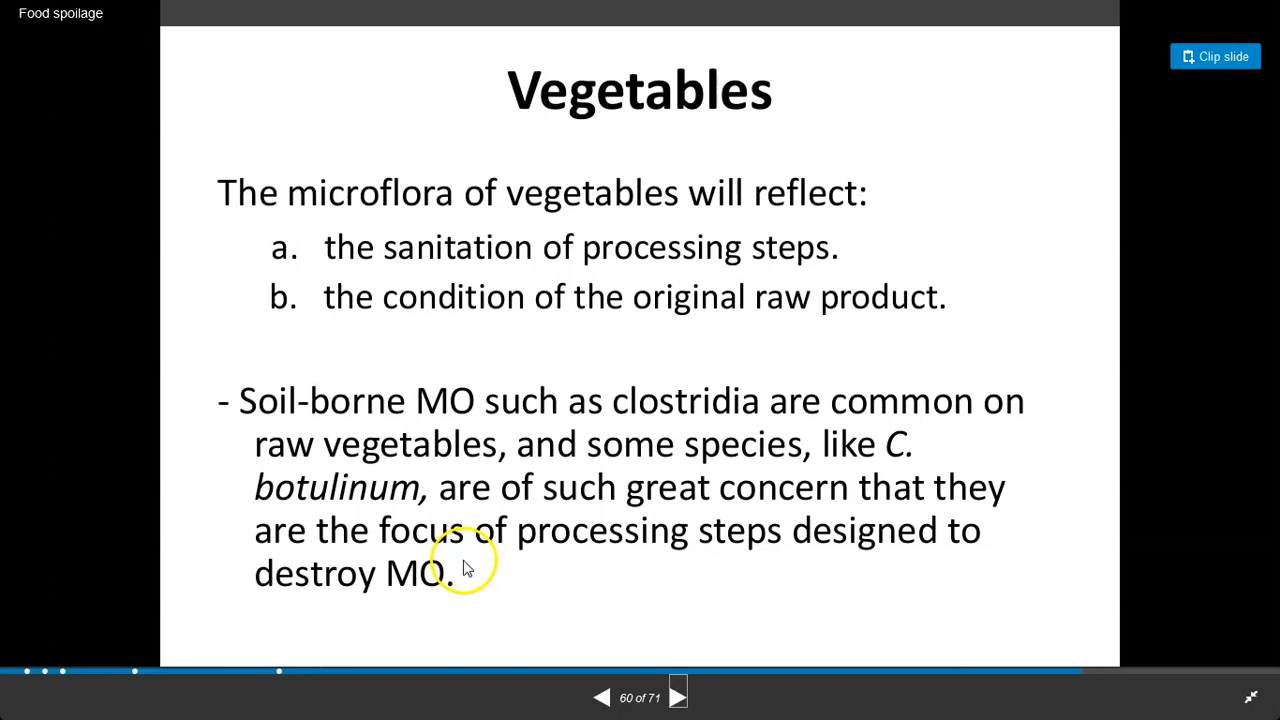 Food spoilage
Clip slide
Vegetables
The microflora of vegetables will reflect:
a. the sanitation of processing steps.
b. the condition of the original raw product.
- Soil-borne MO such as clostridia are common on
raw vegetables, and some species, like C.
botulinum, are of such great concern that they
are the focus of processing steps designed to
destroy MO.
60 of 71